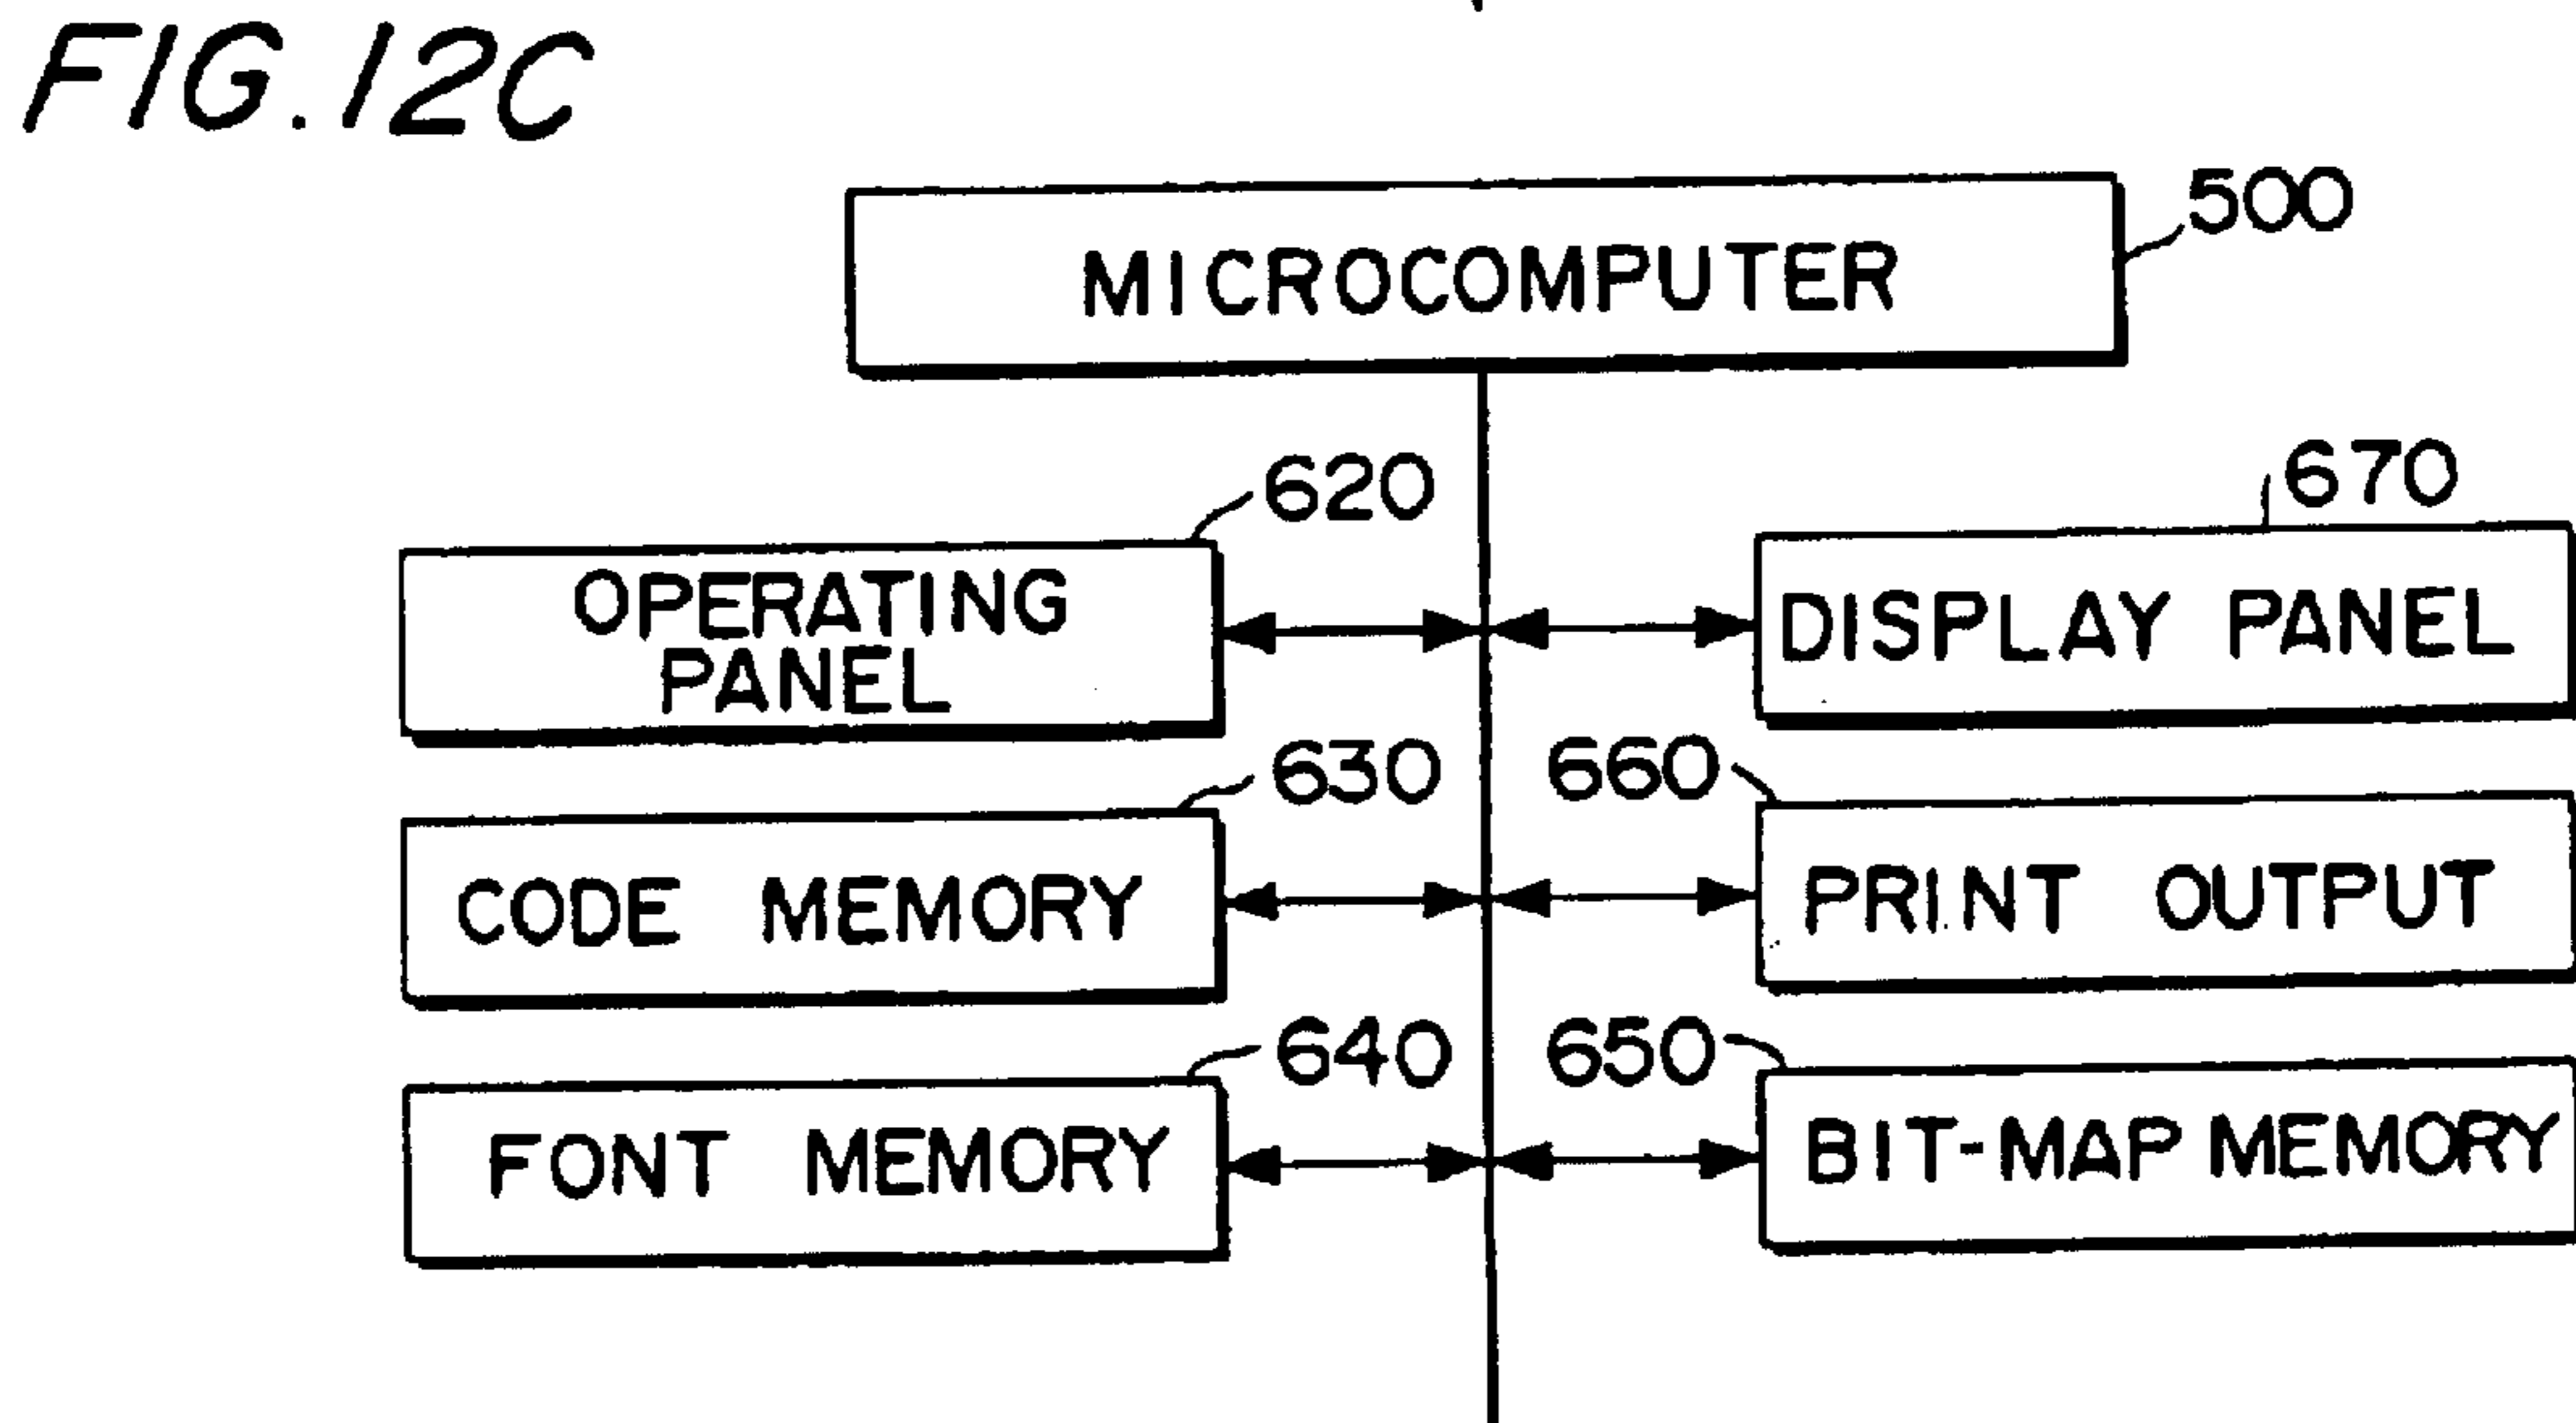 FIG.12C
MICROCOMPUTER
500
620
670
OPERATING
PANEL
DISPLAY PANEL
630
660
CODE MEMORY
PRINT OUTPUT
640
650
FONT MEMORY
BIT-MAP MEMORY